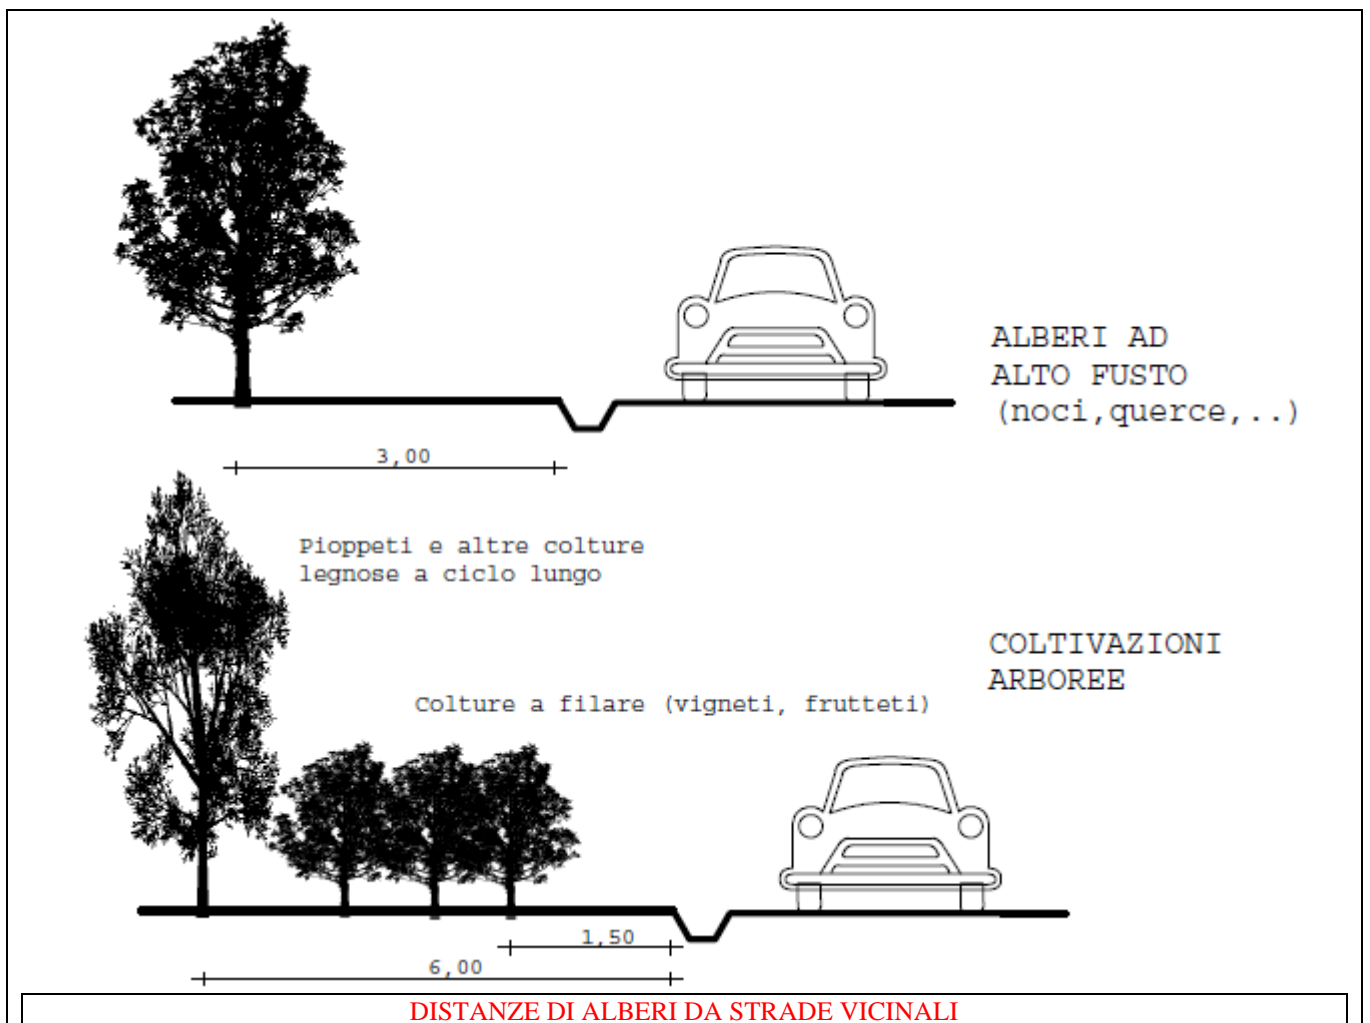 ALBERI AD
ALTO FUSTO
(noci,querce,..)
3,00
Pioppeti e altre colture
legnose a ciclo lungo
COLTIVAZIONI
ARBOREE
Colture a filare (vigneti, frutteti)
1,50
6,00
DISTANZE DI ALBERI DA STRADE VICINALI